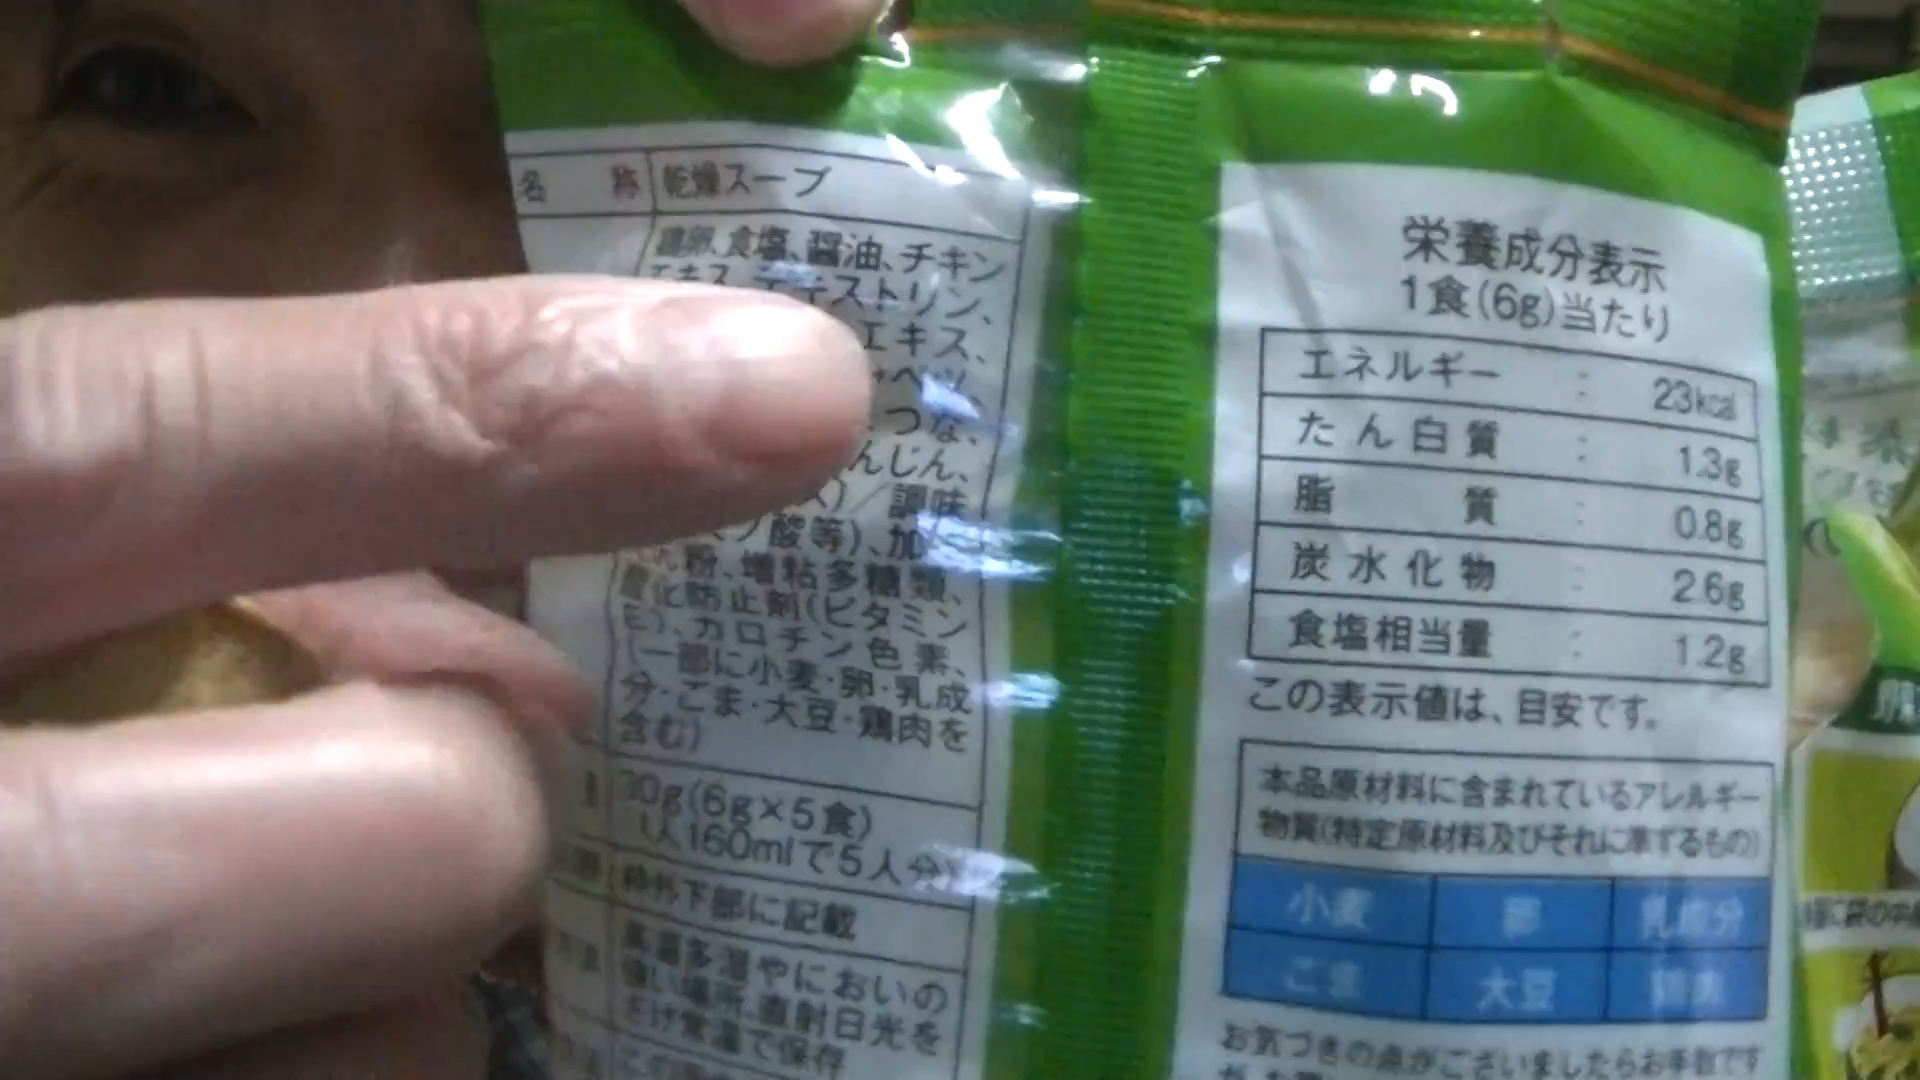 名 称 乾燥スープ
鶏卵、食塩、醤油、チキン
エキス、デキストリン、
エキス、
ャベツ、
つな、
んじん、
ス)／調味
ノ酸等)、加工
ん粉、増粘多糖類、
酸化防止剤(ビタミン
E)、カロチン色素、
(一部に小麦・卵・乳成
分・ごま・大豆・鶏肉を
含む)
量 30g(6g×5食)
1人160mlで5人分)
枠外下部に記載
高温多湿やにおいの
強い場所、直射日光を
さけ常温で保存
栄養成分表示
1食(6g)当たり
エネルギー : 23kcal
たん白質 : 1.3g
脂質 : 0.8g
炭水化物 : 2.6g
食塩相当量 : 1.2g
この表示値は、目安です。
本品原材料に含まれているアレルギー
物質(特定原材料及びそれに準ずるもの)
小麦 卵 乳成分
ごま 大豆 鶏肉
お気づきの点がございましたらお手数です